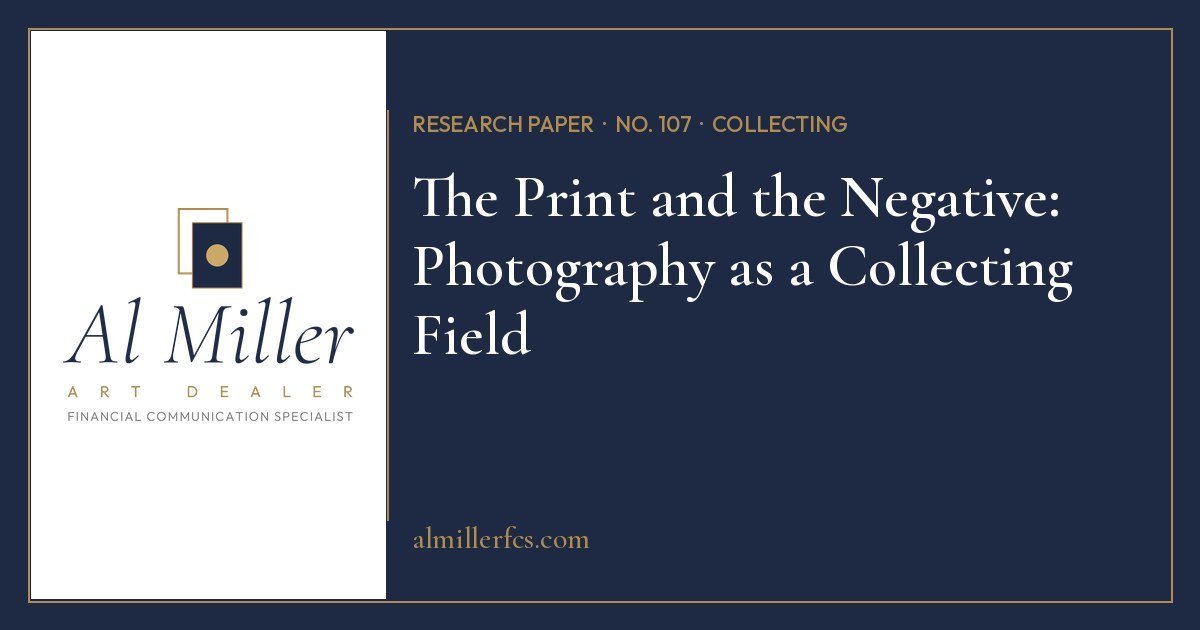 Al Miller
ART DEALER
FINANCIAL COMMUNICATION SPECIALIST
RESEARCH PAPER · NO. 107 · COLLECTING
The Print and the Negative:
Photography as a Collecting
Field
almillerfcs.com